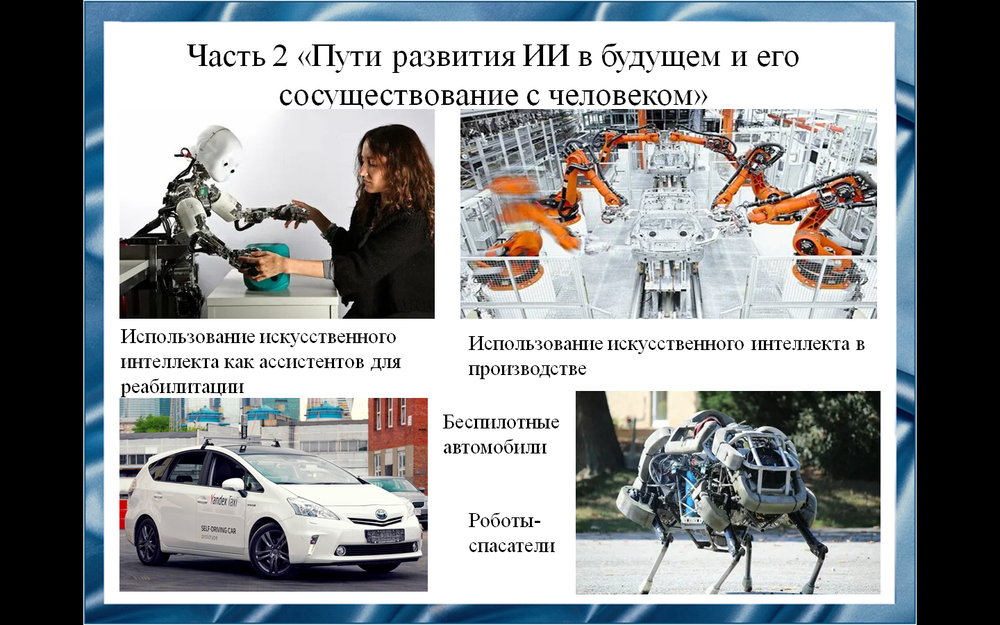 Часть 2 «Пути развития ИИ в будущем и его
сосуществование с человеком»
Использование искусственного
интеллекта как ассистентов для
реабилитации
Использование искусственного интеллекта в
производстве
Беспилотные
автомобили
Yandex Taxi
SELF-DRIVING CAR
prototype
Роботы-
спасатели